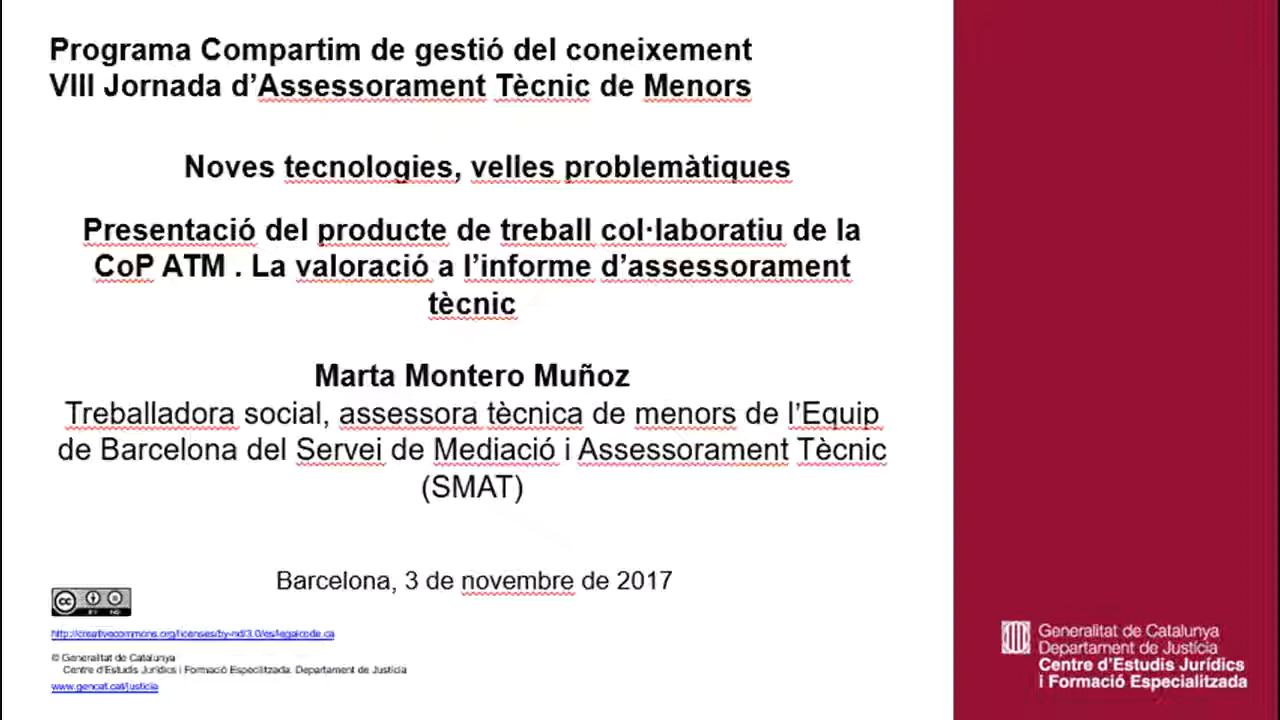 Programa Compartim de gestió del coneixement
VIII Jornada d’Assessorament Tècnic de Menors
Noves tecnologies, velles problemàtiques
Presentació del producte de treball col·laboratiu de la
CoP ATM . La valoració a l’informe d’assessorament
tècnic
Marta Montero Muñoz
Treballadora social, assessora tècnica de menors de l’Equip
de Barcelona del Servei de Mediació i Assessorament Tècnic
(SMAT)
Barcelona, 3 de novembre de 2017
cc
BY ND
http://creativecommons.org/licenses/by-nd/3.0/es/legalcode.ca
© Generalitat de Catalunya
Centre d’Estudis Jurídics i Formació Especialitzada. Departament de Justícia
www.gencat.cat/justicia
Generalitat de Catalunya
Departament de Justícia
Centre d’Estudis Jurídics
i Formació Especialitzada